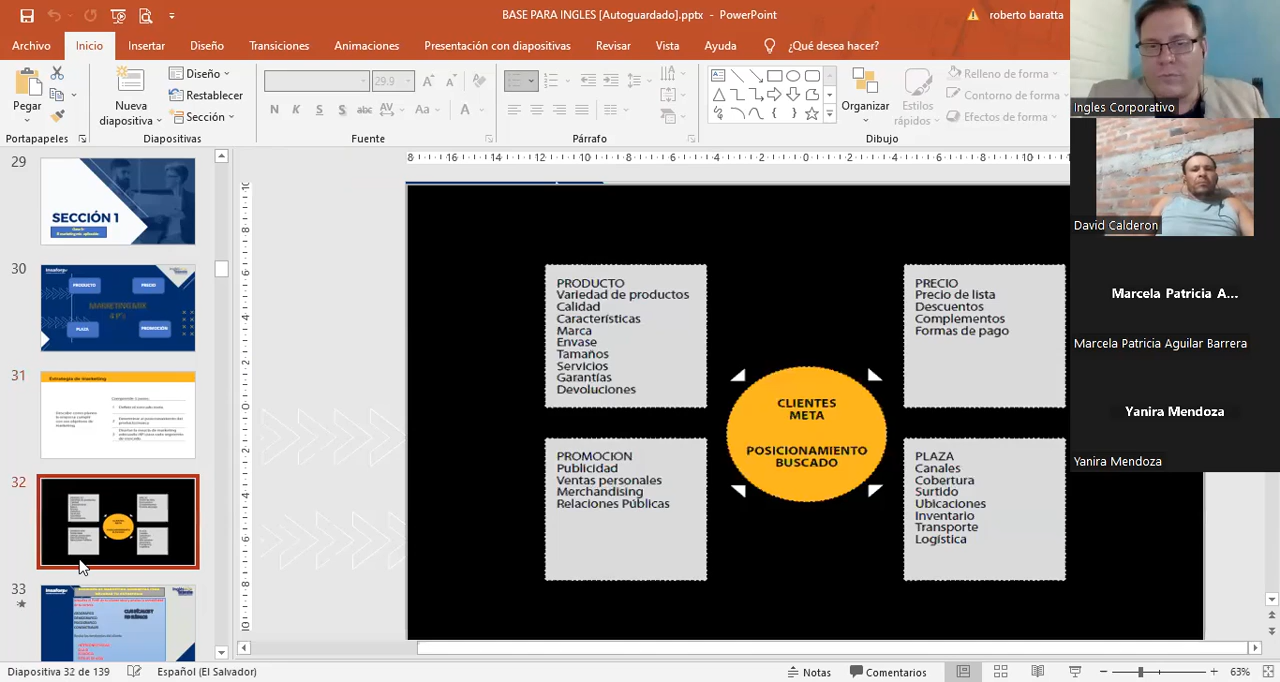 BASE PARA INGLES [Autoguardado].pptx - PowerPoint
roberto baratta
Archivo
Inicio
Insertar
Diseño
Transiciones
Animaciones
Presentación con diapositivas
Revisar
Vista
Ayuda
¿Qué desea hacer?
Pegar
Nueva
diapositiva
Diseño
Restablecer
Sección
29.9
N K S S abc AV Aa A
Organizar
Estilos
rápidos
Relleno de forma
Contorno de forma
Efectos de forma
Portapapeles
Diapositivas
Fuente
Párrafo
Dibujo
Ingles Corporativo
David Calderon
Marcela Patricia A...
Marcela Patricia Aguilar Barrera
Yanira Mendoza
Yanira Mendoza
29
SECCIÓN 1
30
PRODUCTO
PRECIO
PLAZA
PROMOCIÓN
31
Estrategia de marketing
32
33
PRODUCTO
Variedad de productos
Calidad
Características
Marca
Envase
Tamaños
Servicios
Garantías
Devoluciones
PRECIO
Precio de lista
Descuentos
Complementos
Formas de pago
CLIENTES
META
POSICIONAMIENTO
BUSCADO
PROMOCION
Publicidad
Ventas personales
Merchandising
Relaciones Públicas
PLAZA
Canales
Cobertura
Surtido
Ubicaciones
Inventario
Transporte
Logística
Diapositiva 32 de 139
Español (El Salvador)
Notas
Comentarios
63%